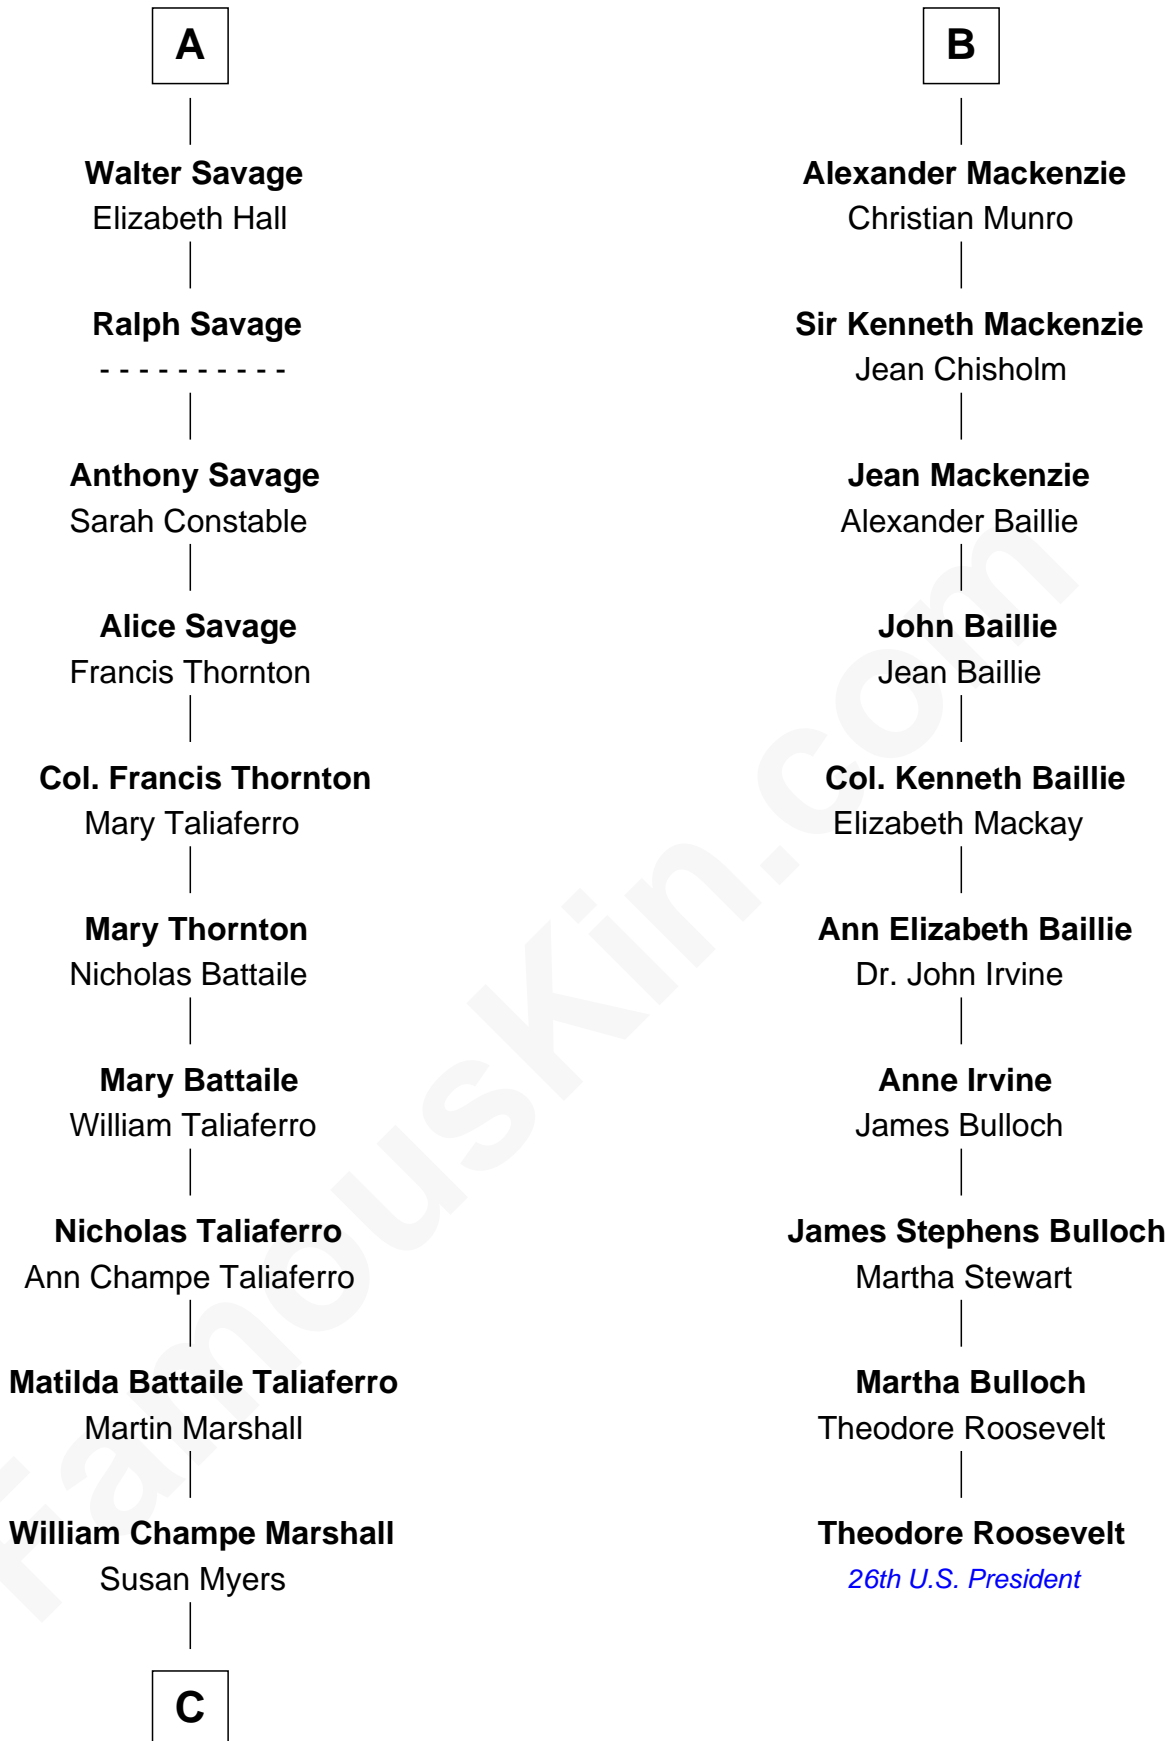 A
Walter Savage
Elizabeth Hall
Ralph Savage
- - - - - - - - - -
Anthony Savage
Sarah Constable
Alice Savage
Francis Thornton
Col. Francis Thornton
Mary Taliaferro
Mary Thornton
Nicholas Battaile
Mary Battaile
William Taliaferro
Nicholas Taliaferro
Ann Champe Taliaferro
Matilda Battaile Taliaferro
Martin Marshall
William Champe Marshall
Susan Myers
C
B
Alexander Mackenzie
Christian Munro
Sir Kenneth Mackenzie
Jean Chisholm
Jean Mackenzie
Alexander Baillie
John Baillie
Jean Baillie
Col. Kenneth Baillie
Elizabeth Mackay
Ann Elizabeth Baillie
Dr. John Irvine
Anne Irvine
James Bulloch
James Stephens Bulloch
Martha Stewart
Martha Bulloch
Theodore Roosevelt
Theodore Roosevelt
26th U.S. President
FamousKin.com